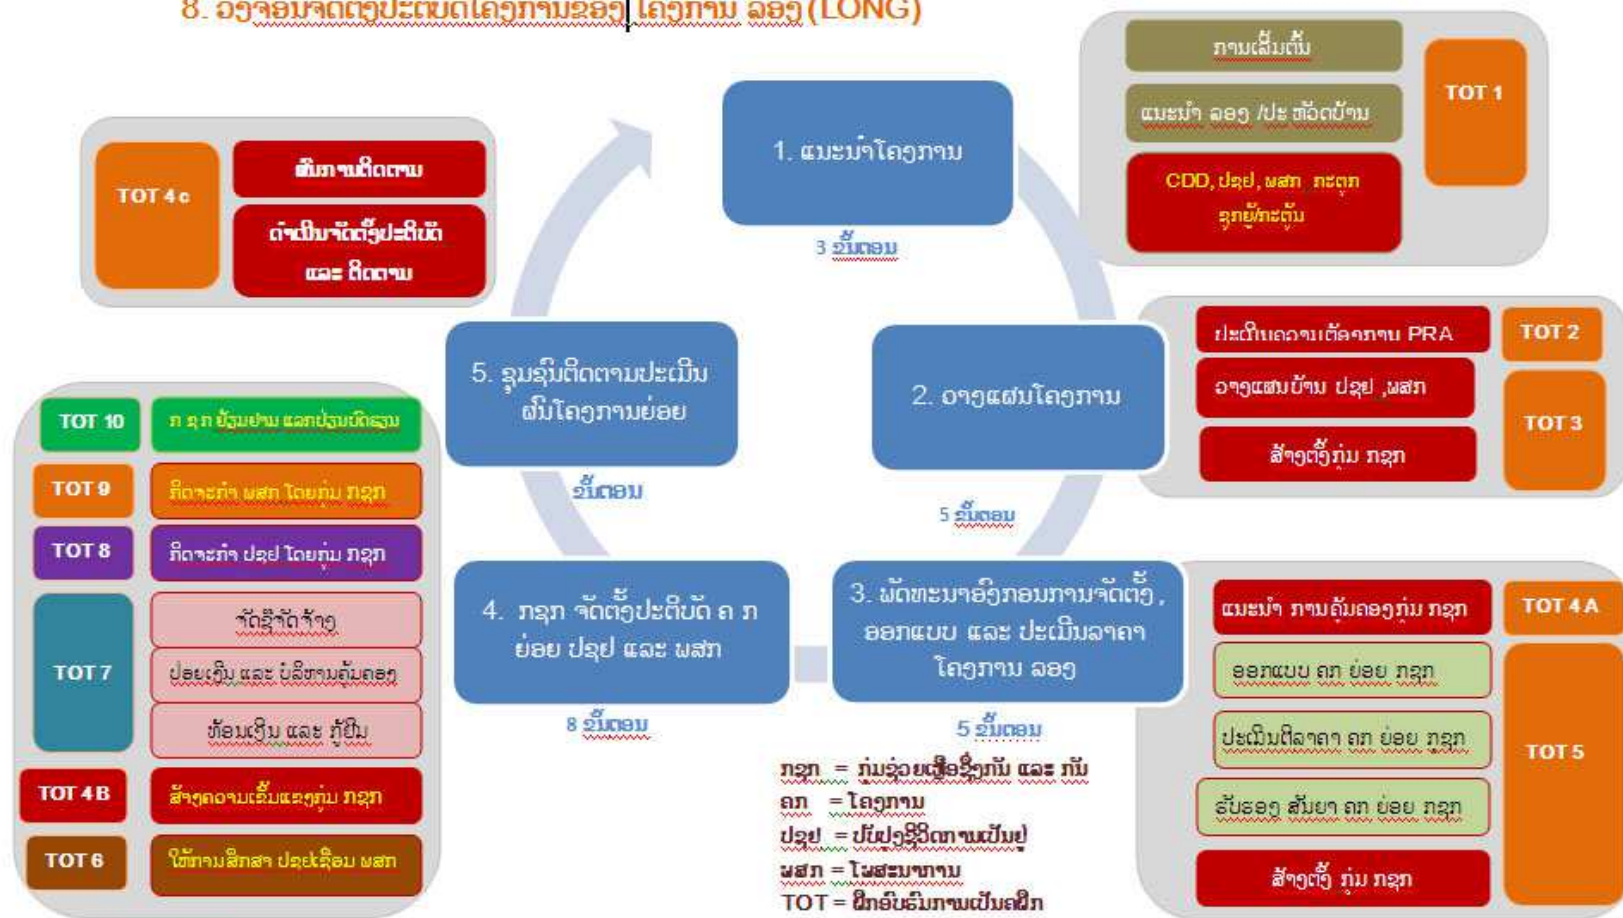 8. ວົງຈອນຈັດຕັ້ງປະຕິບັດໂຄງການຂອງ ໂຄງການ ລອງ (LONG)
ການເລີ່ມຕົ້ນ
ແນະນຳ ລອງ /ປະ ຫວັດບ້ານ
TOT 1
CDD, ປຊຢ, ພສກ ກະຕຸກ
ຊຸກຍູ້/ກະຕຸ້ນ
1. ແນະນຳໂຄງການ
3 ຂັ້ນຕອນ
TOT 4c
ສົ່ນການຕິດຕາມ
ດຳເນີນຈັດຕັ້ງປະຕິບັດ
ແລະ ຕິດຕາມ
ປະເມີນຄວາມຕ້ອງການ PRA
TOT 2
ວາງແຜນບ້ານ ປຊຢ ,ພສກ
TOT 3
ສ້າງຕັ້ງກຸ່ມ ກຊກ
2. ວາງແຜນໂຄງການ
5 ຂັ້ນຕອນ
5. ຊຸມຊົນຕິດຕາມປະເມີນ
ຜົນໂຄງການຍ່ອຍ
ຂັ້ນຕອນ
TOT 10
ກ ຊ ກ ຢ້ຽມຢາມ ແລກປ່ຽນບົດຮຽນ
TOT 9
ກິດຈະກຳ ພສກ ໂດຍກຸ່ມ ກຊກ
TOT 8
ກິດຈະກຳ ປຊຢ ໂດຍກຸ່ມ ກຊກ
TOT 7
ຈັດຊື້ຈັດຈ້າງ
ປ່ອຍເງິນ ແລະ ບໍລິຫານຄຸ້ມຄອງ
ທ້ອນເງິນ ແລະ ກູ້ຢືມ
TOT 4B
ສ້າງຄວາມເຂັ້ມແຂງກຸ່ມ ກຊກ
TOT 6
ໃຫ້ການສຶກສາ ປຊຢເຊື່ອມ ພສກ
4. ກຊກ ຈັດຕັ້ງປະຕິບັດ ຄ ກ
ຍ່ອຍ ປຊຢ ແລະ ພສກ
8 ຂັ້ນຕອນ
3. ພັດທະນາອົງກອນການຈັດຕັ້ງ ,
ອອກແບບ ແລະ ປະເມີນລາຄາ
ໂຄງການ ລອງ
5 ຂັ້ນຕອນ
ແນະນຳ ການຄຸ້ມຄອງກຸ່ມ ກຊກ
TOT 4 A
ອອກແບບ ຄກ ຍ່ອຍ ກຊກ
ປະເມີນຕີລາຄາ ຄກ ຍ່ອຍ ກຊກ
TOT 5
ຮັບຮອງ ສັນຍາ ຄກ ຍ່ອຍ ກຊກ
ສ້າງຕັ້ງ ກຸ່ມ ກຊກ
ກຊກ = ກຸ່ມຊ່ວຍເຫຼືອຊຶ່ງກັນ ແລະ ກັນ
ຄກ = ໂຄງການ
ປຊຢ = ປັບປຸງຊີວິດການເປັນຢູ່
ພສກ = ໂພສະນາການ
TOT = ຝຶກອົບຮົມການເປັນຄູຝຶກ